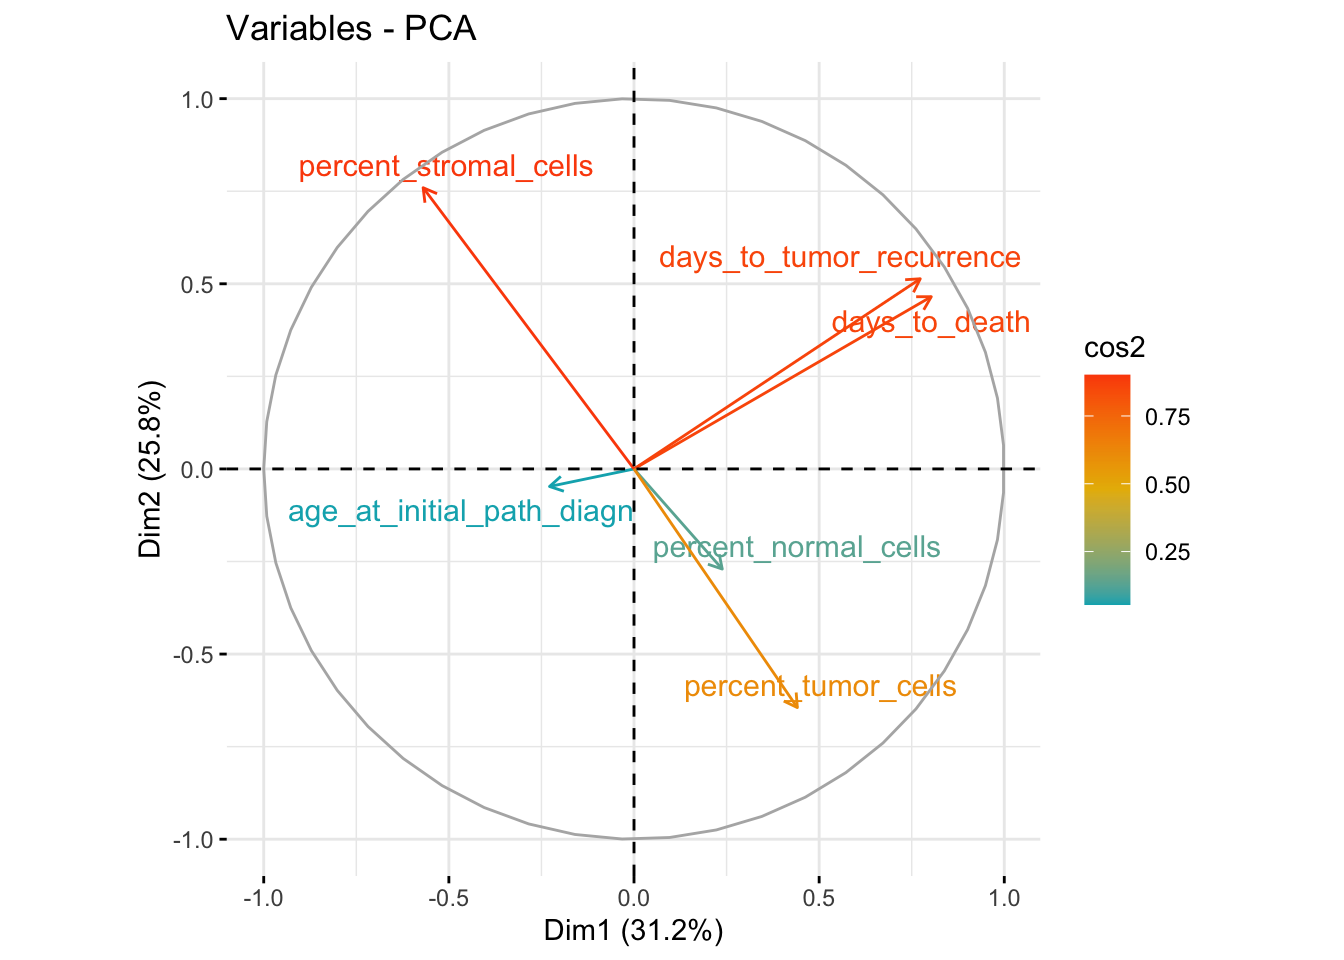 Variables - PCA
1.0
percent_stromal_cells
days_to_tumor_recurrence
0.5
days_to_death
cos2
0.75
Dim2 (25.8%)
0.0
0.50
age_at_initial_path_diagn
percent_normal_cells
0.25
-0.5
percent_tumor_cells
-1.0
-1.0 -0.5 0.0 0.5 1.0
Dim1 (31.2%)